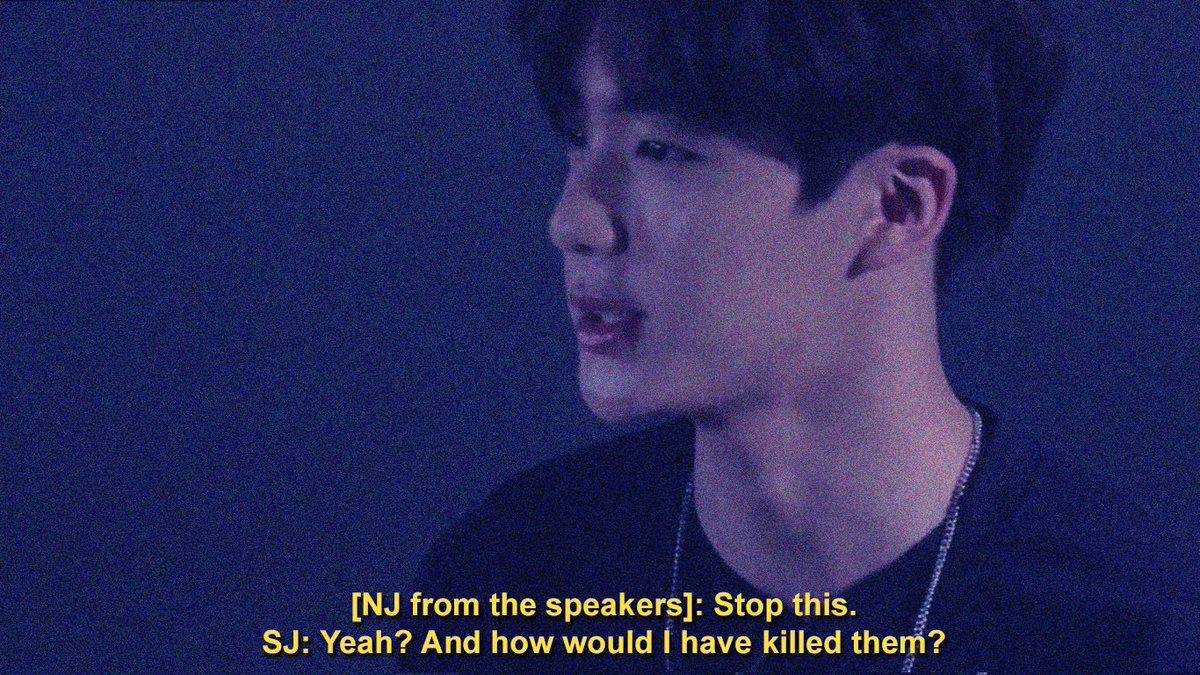 [NJ from the speakers]: Stop this.
SJ: Yeah? And how would I have killed them?